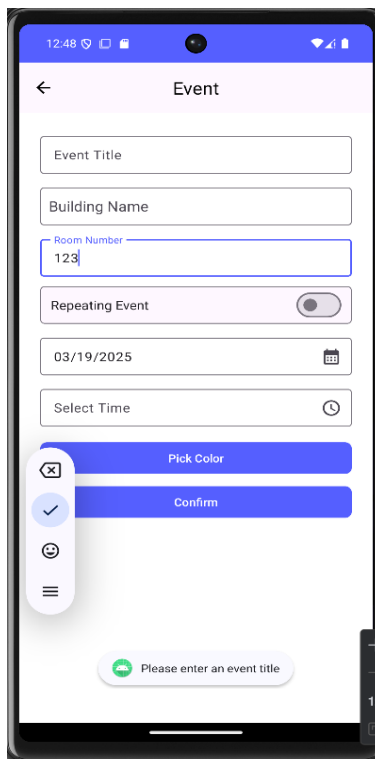 12:48
Event
Event Title
Building Name
Room Number
123
Repeating Event
03/19/2025
Select Time
Pick Color
Confirm
Please enter an event title
1